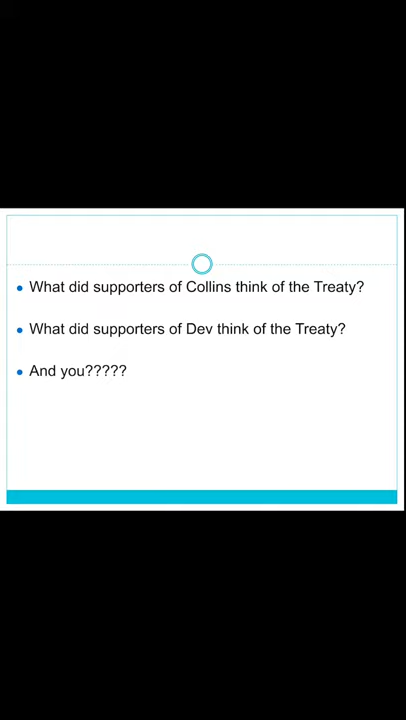 What did supporters of Collins think of the Treaty?
What did supporters of Dev think of the Treaty?
And you?????